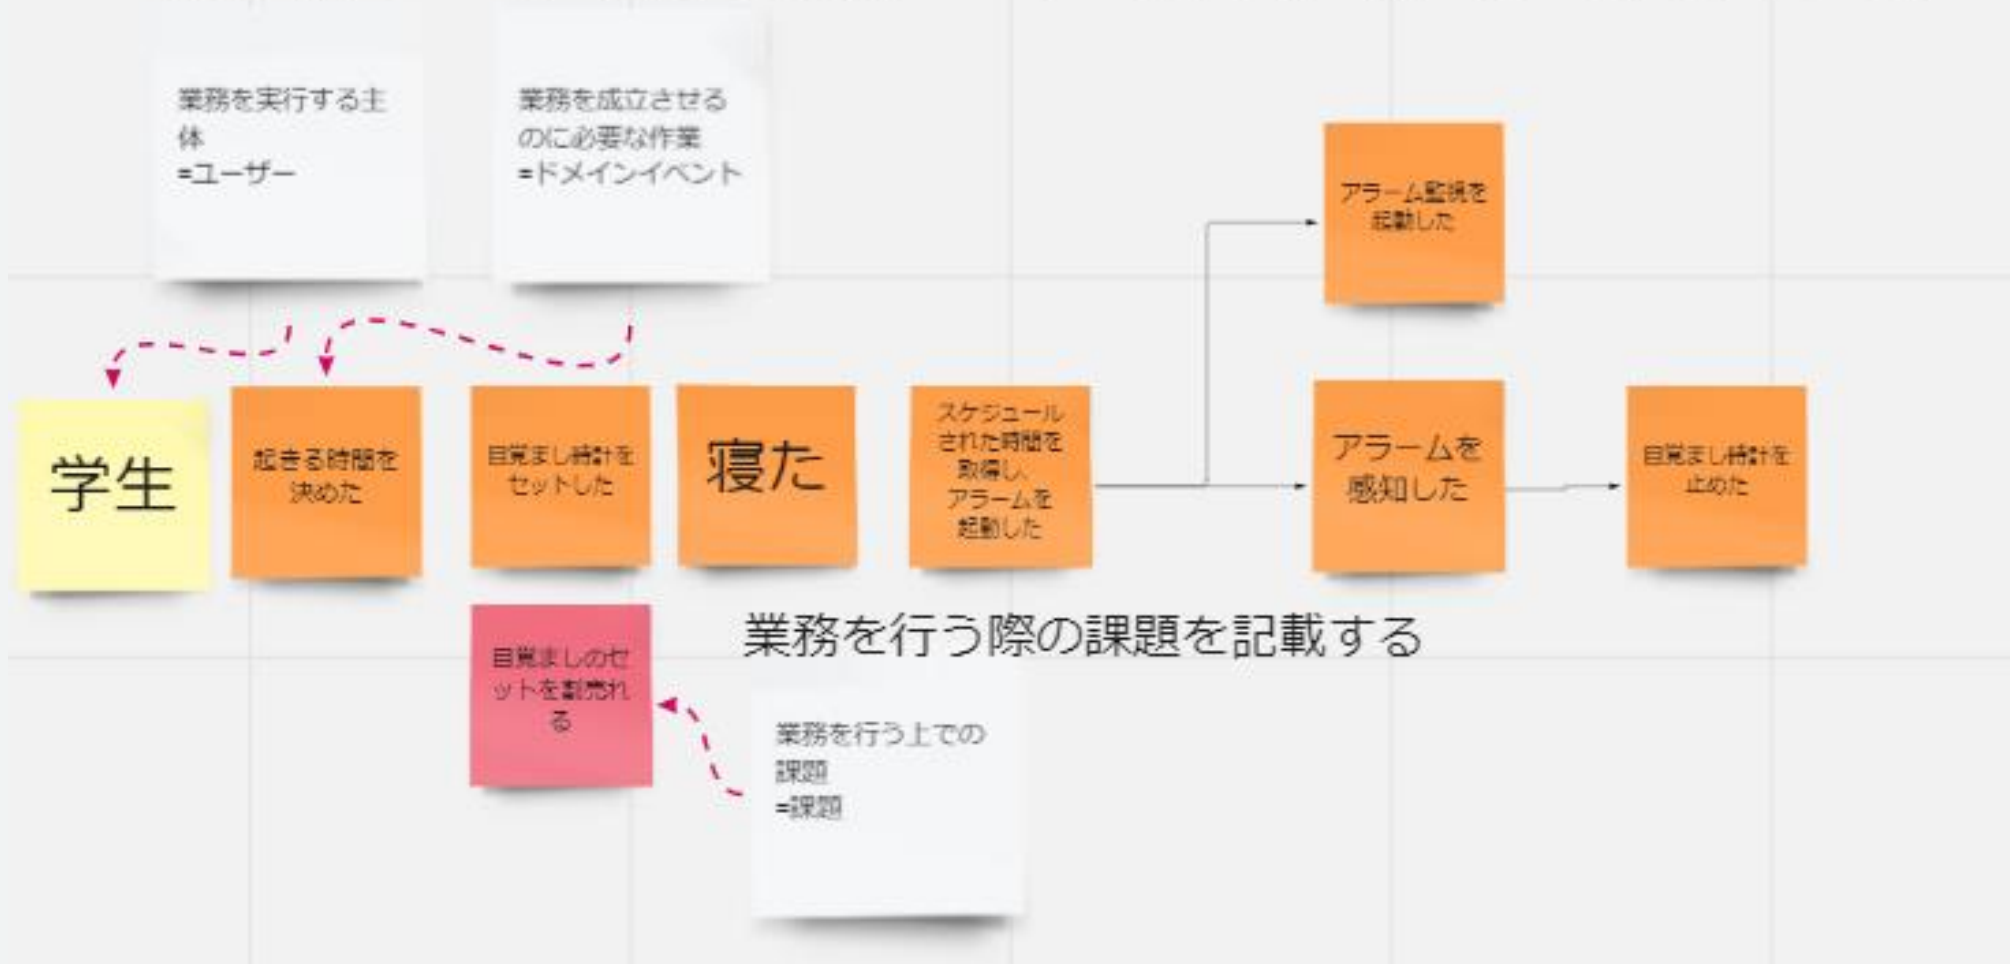 業務を実行する主
体
=ユーザー
業務を成立させる
のに必要な作業
=ドメインイベント
アラーム監視を
起動した
学生
起きる時間を
決めた
目覚まし時計を
セットした
寝た
スケジュール
された時間を
取得し、
アラームを
起動した
アラームを
感知した
目覚まし時計を
止めた
目覚ましのセ
ットを割売れ
る
業務を行う際の課題を記載する
業務を行う上での
課題
=課題